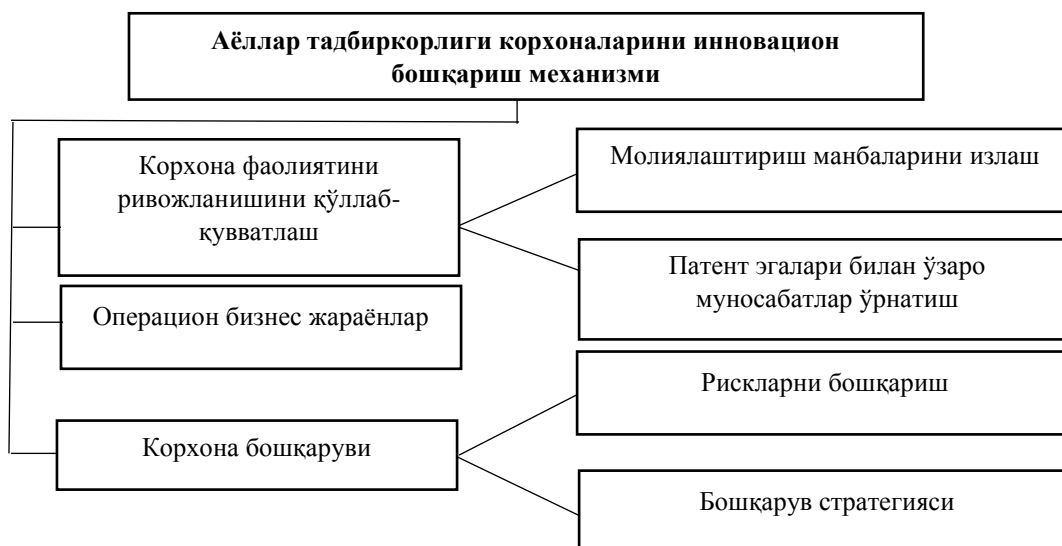 Аёллар тадбиркорлиги корхоналарини инновацион
бошқариш механизми
Корхона фаолиятини
ривожланишини қўллаб-
қувватлаш
Молиялаштириш манбаларини излаш
Патент эгалари билан ўзаро
муносабатлар ўрнатиш
Операцион бизнес жараёнлар
Рискларни бошқариш
Корхона бошқаруви
Бошқарув стратегияси